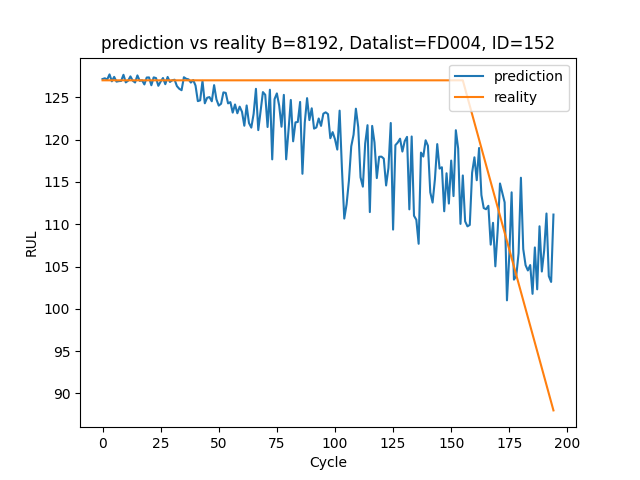 prediction vs reality B=8192, Datalist=FD004, ID=152
prediction
reality
RUL
125
120
115
110
105
100
95
90
0 25 50 75 100 125 150 175 200
Cycle